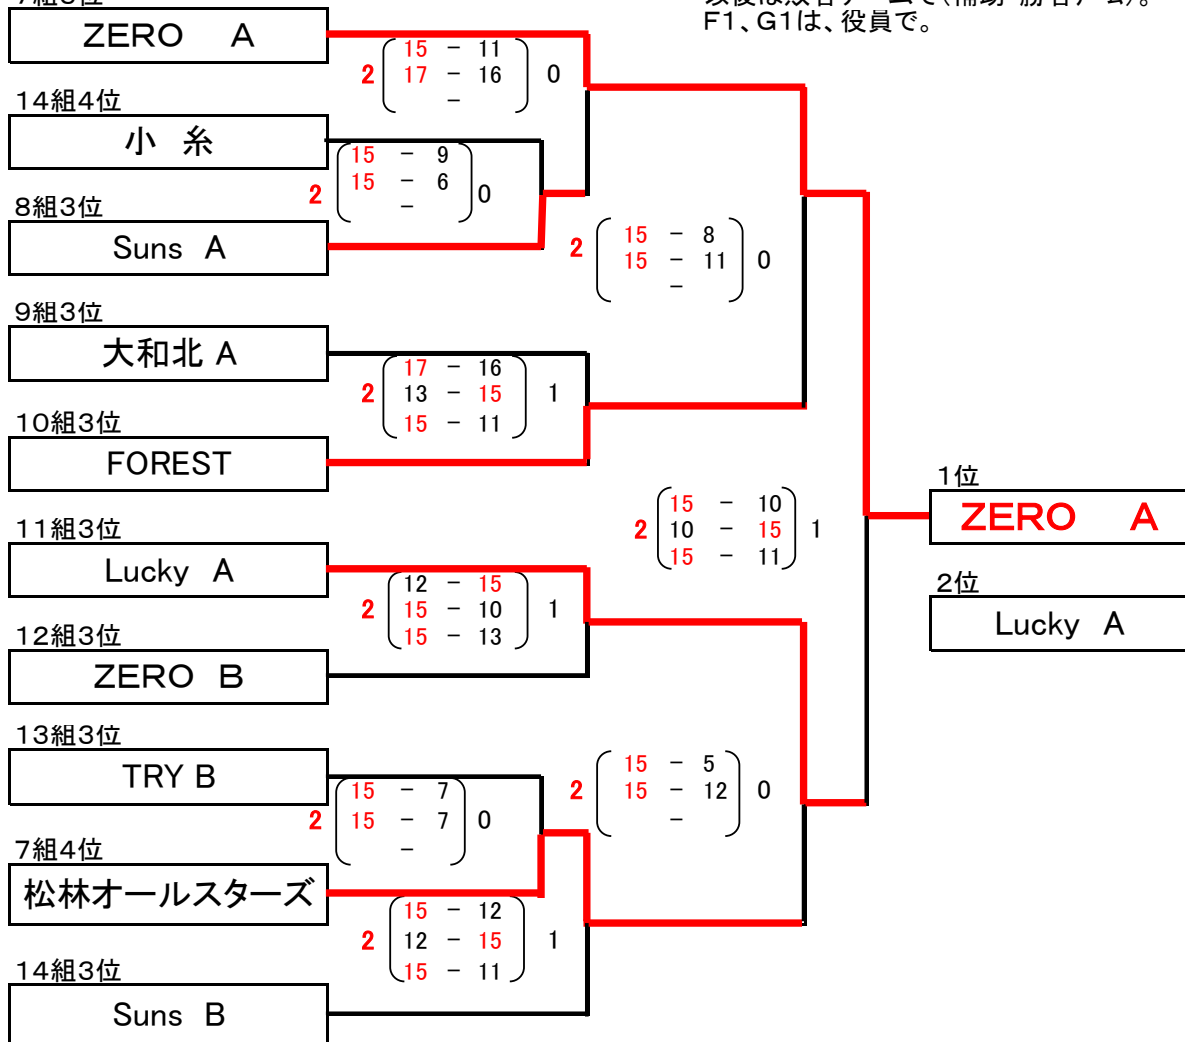 ZERO A
15 - 11
2 17 - 16 0
-
14組4位
小 糸
15 - 9
15 - 6
2 - 0
8組3位
Suns A
9組3位
大和北 A
17 - 16
2 13 - 15 1
15 - 11
10組3位
FOREST
15 - 8
2 15 - 11 0
-
11組3位
Lucky A
12 - 15
2 15 - 10 1
15 - 13
12組3位
ZERO B
13組3位
TRY B
15 - 7
2 15 - 7 0
-
7組4位
松林オールスターズ
15 - 12
2 12 - 15 1
15 - 11
14組3位
Suns B
15 - 5
2 15 - 12 0
-
15 - 10
2 10 - 15 1
15 - 11
F1、G1は、役員で。
1位
ZERO A
2位
Lucky A